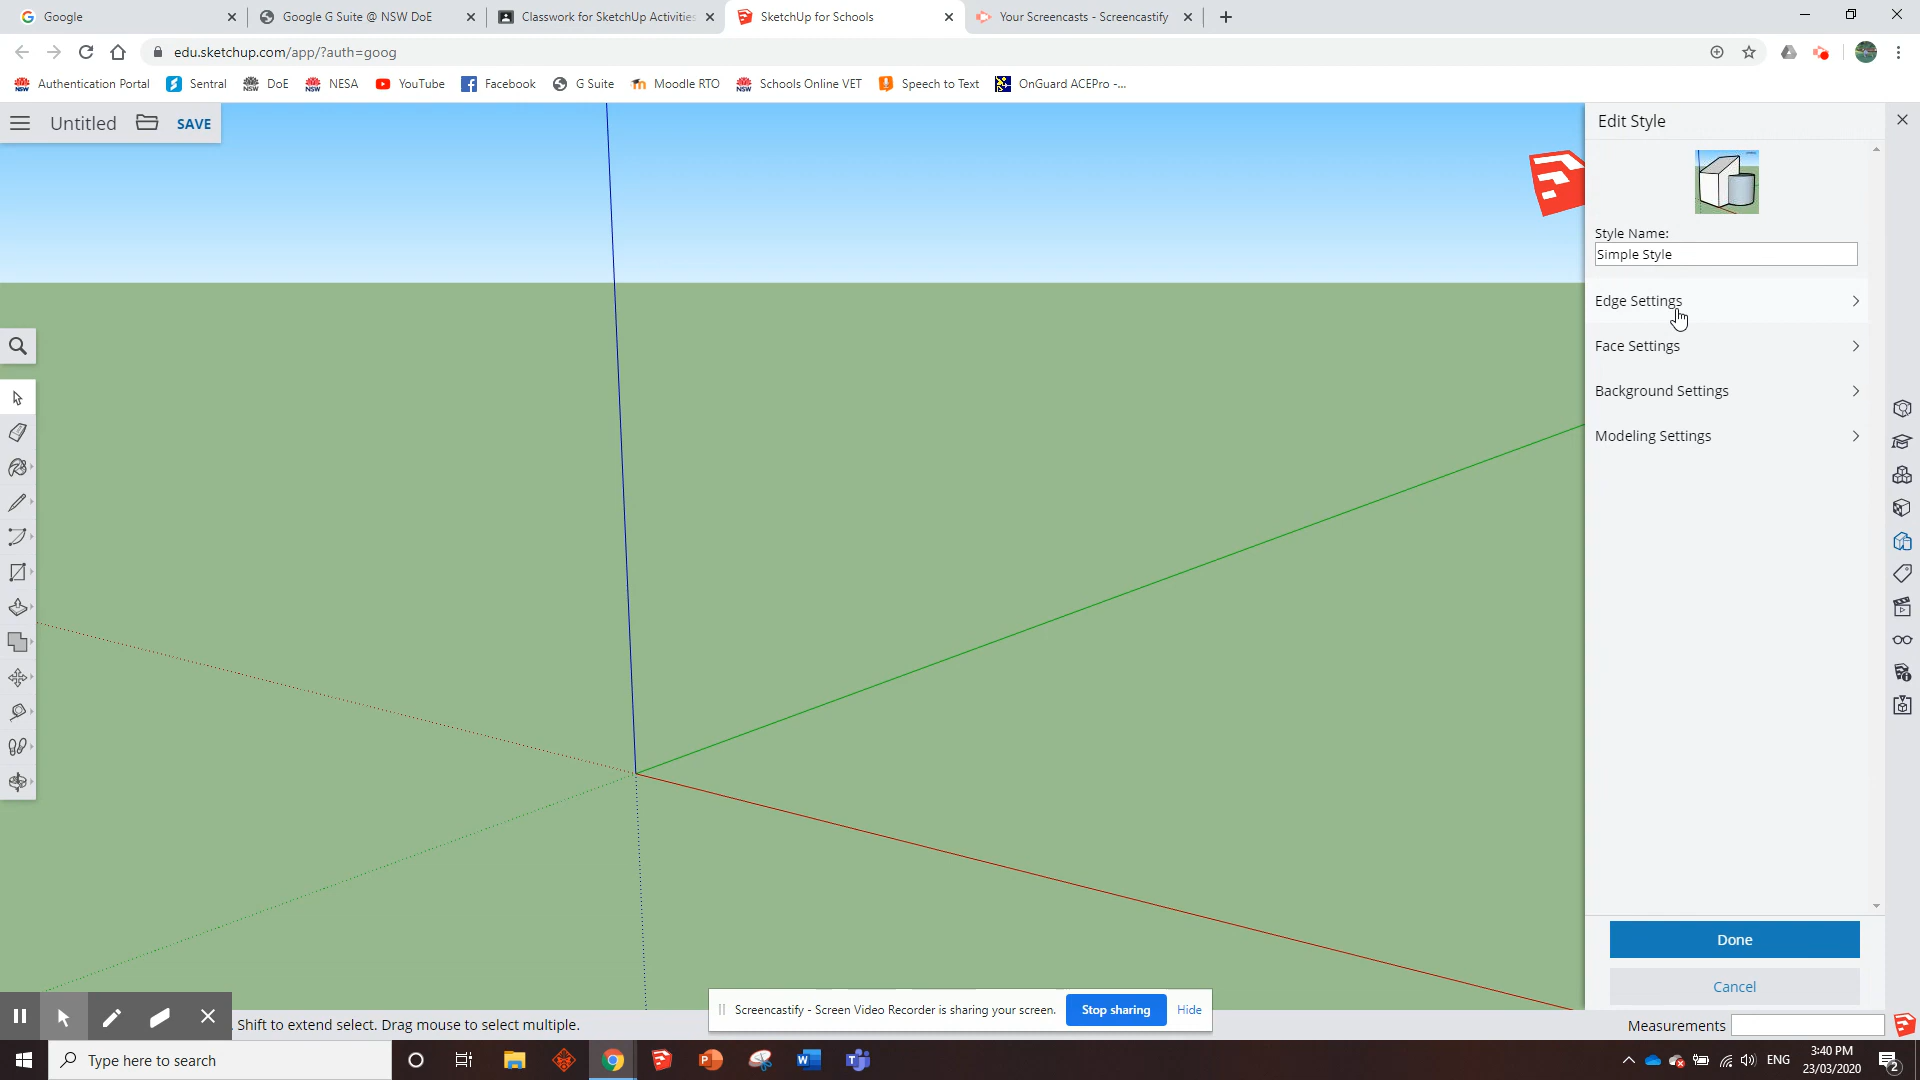 Google
Google G Suite @ NSW DoE
Classwork for SketchUp Activities
SketchUp for Schools
Your Screencasts - Screencastify
edu.sketchup.com/app/?auth=goog
Authentication Portal
Sentral
DoE
NESA
YouTube
Facebook
G Suite
Moodle RTO
Schools Online VET
Speech to Text
OnGuard ACEPro -...
Untitled
SAVE
Edit Style
Style Name:
Simple Style
Edge Settings
Face Settings
Background Settings
Modeling Settings
Done
Cancel
Screencastify - Screen Video Recorder is sharing your screen.
Stop sharing
Hide
Shift to extend select. Drag mouse to select multiple.
Measurements
Type here to search
ENG
3:40 PM
23/03/2020
2